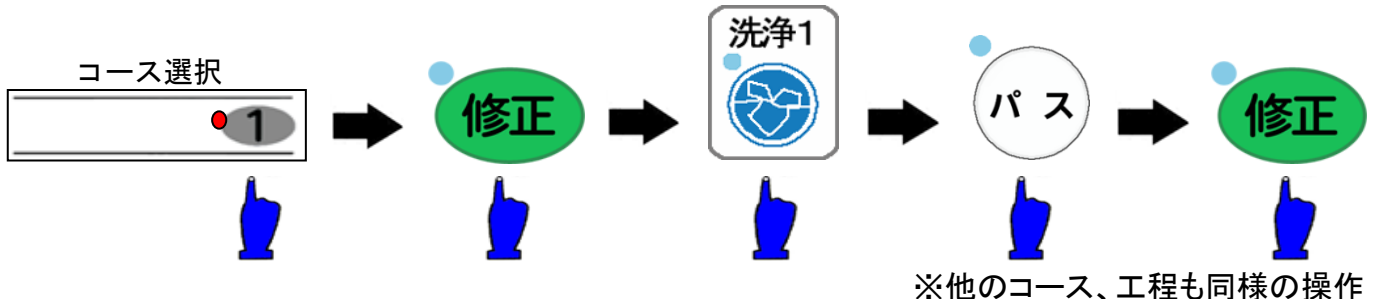 コース選択
1
修正
洗浄1
パス
修正
※他のコース、工程も同様の操作